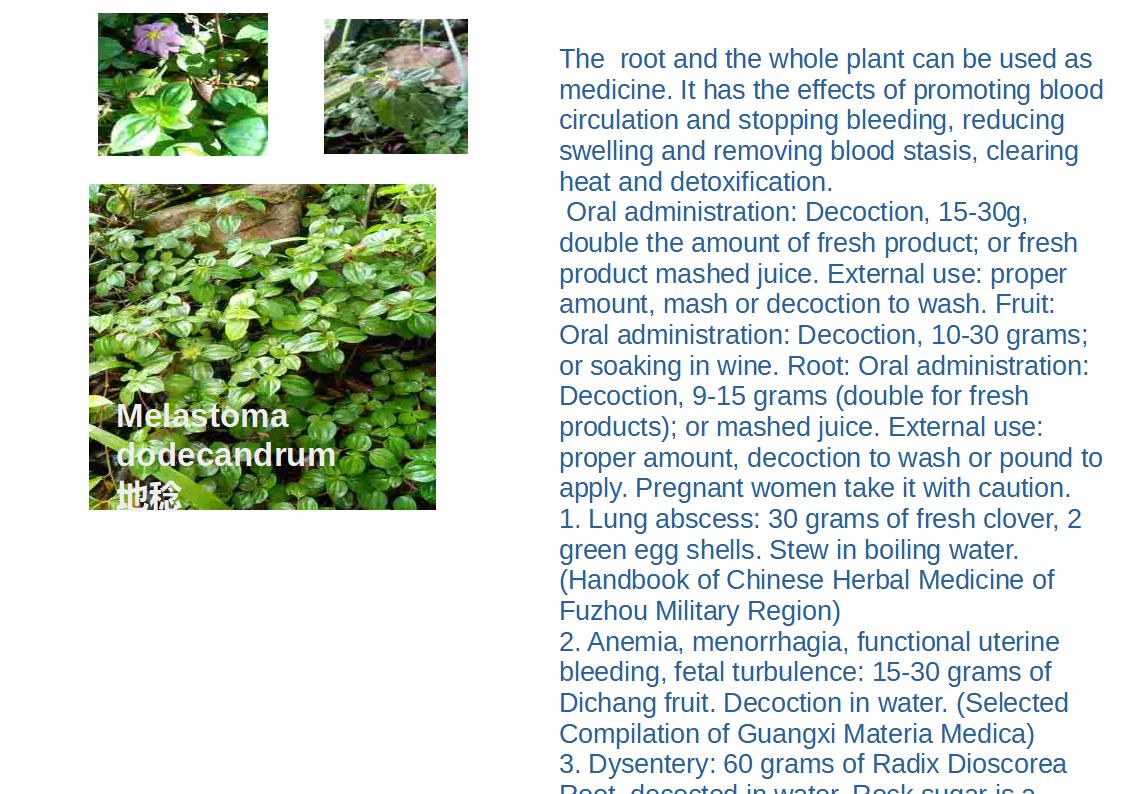 Melastoma
dodecandrum
地稔
The  root and the whole plant can be used as
medicine. It has the effects of promoting blood
circulation and stopping bleeding, reducing
swelling and removing blood stasis, clearing
heat and detoxification.
Oral administration: Decoction, 15-30g,
double the amount of fresh product; or fresh
product mashed juice. External use: proper
amount, mash or decoction to wash. Fruit:
Oral administration: Decoction, 10-30 grams;
or soaking in wine. Root: Oral administration:
Decoction, 9-15 grams (double for fresh
products); or mashed juice. External use:
proper amount, decoction to wash or pound to
apply. Pregnant women take it with caution.
1. Lung abscess: 30 grams of fresh clover, 2
green egg shells. Stew in boiling water.
(Handbook of Chinese Herbal Medicine of
Fuzhou Military Region)
2. Anemia, menorrhagia, functional uterine
bleeding, fetal turbulence: 15-30 grams of
Dichang fruit. Decoction in water. (Selected
Compilation of Guangxi Materia Medica)
3. Dysentery: 60 grams of Radix Dioscorea
Root, decocted in water. Rock sugar is a